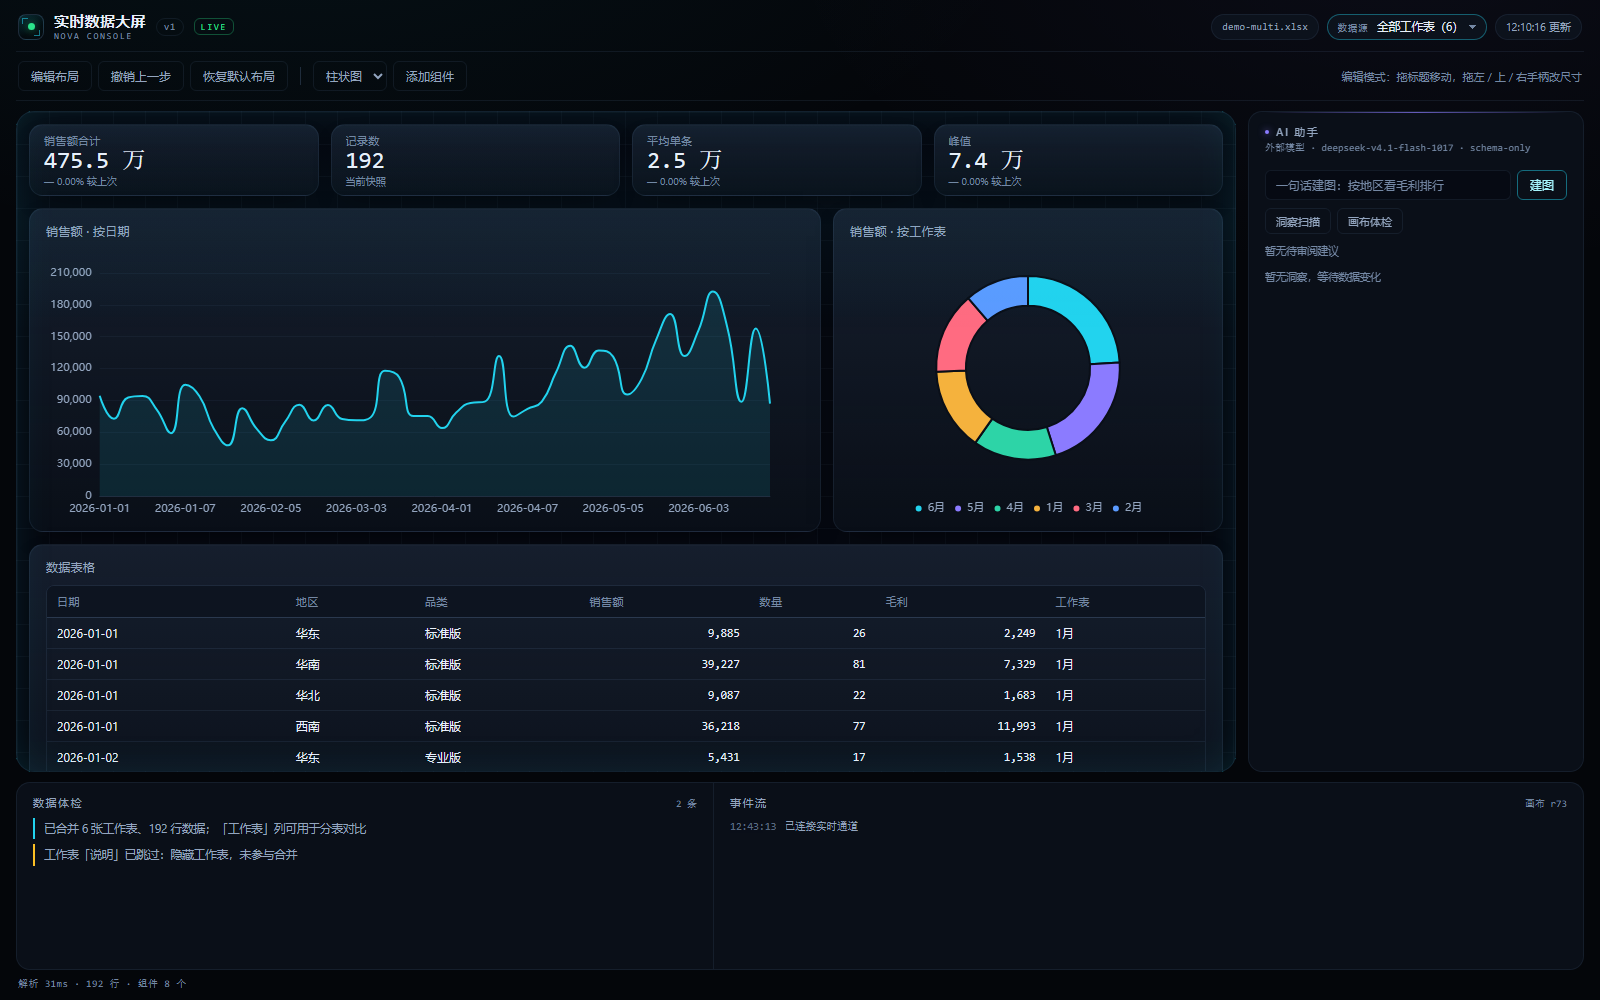 实时数据大屏 v1 LIVE
NOVA CONSOLE
demo-multi.xlsx 数据源 全部工作表 (6) 12:10:16 更新
编辑布局 撤销上一步 恢复默认布局 柱状图 添加组件
编辑模式：拖标题移动，拖左 / 上 / 右手柄改尺寸
销售额合计
475.5 万
— 0.00% 较上次
记录数
192
当前快照
平均单条
2.5 万
— 0.00% 较上次
峰值
7.4 万
— 0.00% 较上次
销售额 · 按日期
210,000
180,000
150,000
120,000
90,000
60,000
30,000
0
2026-01-01 2026-01-07 2026-02-05 2026-03-03 2026-04-01 2026-04-07 2026-05-05 2026-06-03
销售额 · 按工作表
6月 5月 4月 1月 3月 2月
数据表格
日期 地区 品类 销售额 数量 毛利 工作表
2026-01-01 华东 标准版 9,885 26 2,249 1月
2026-01-01 华南 标准版 39,227 81 7,329 1月
2026-01-01 华北 标准版 9,087 22 1,683 1月
2026-01-01 西南 标准版 36,218 77 11,993 1月
2026-01-02 华东 专业版 5,431 17 1,538 1月
AI 助手
外部模型 · deepseek-v4.1-flash-1017 · schema-only
一句话建图：按地区看毛利排行 建图
洞察扫描 画布体检
暂无待审阅建议
暂无洞察，等待数据变化
数据体检 2 条
已合并 6 张工作表、192 行数据；「工作表」列可用于分表对比
工作表「说明」已跳过：隐藏工作表，未参与合并
事件流 画布 r73
12:43:13 已连接实时通道
解析 31ms · 192 行 · 组件 8 个